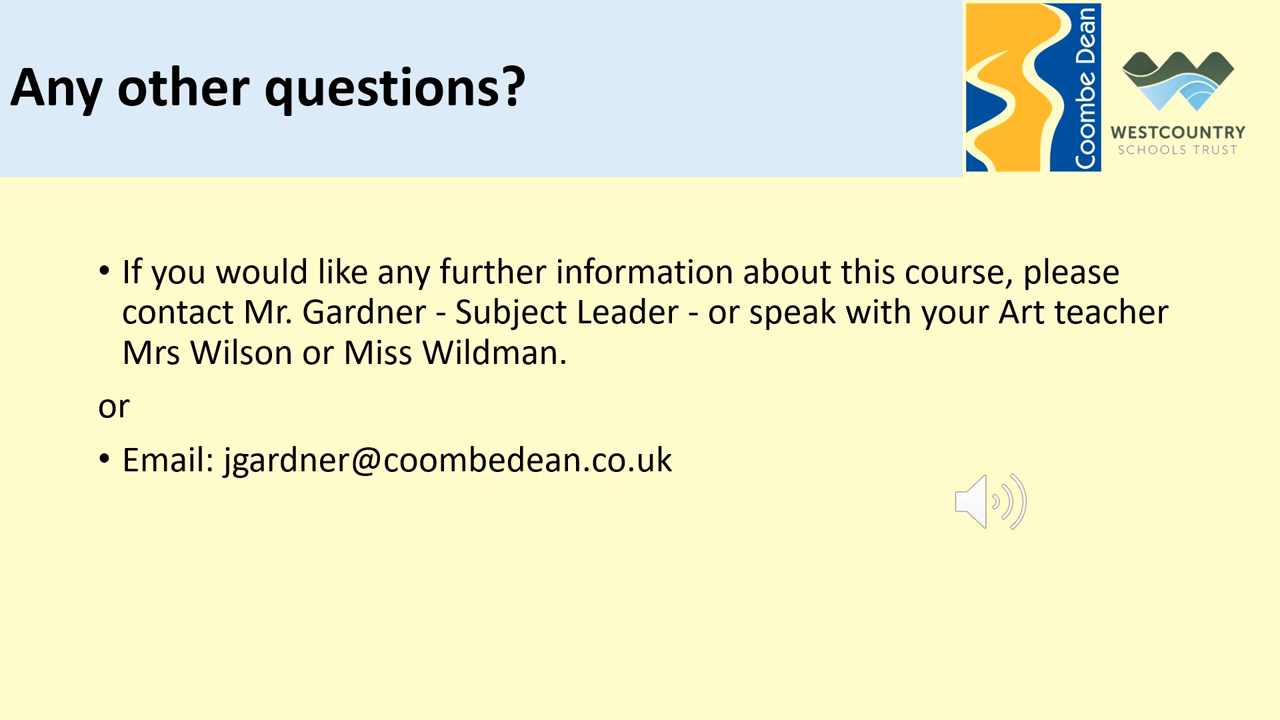 Any other questions?
Coombe Dean
WESTCOUNTRY
SCHOOLS TRUST
• If you would like any further information about this course, please
contact Mr. Gardner - Subject Leader - or speak with your Art teacher
Mrs Wilson or Miss Wildman.
or
• Email: jgardner@coombedean.co.uk